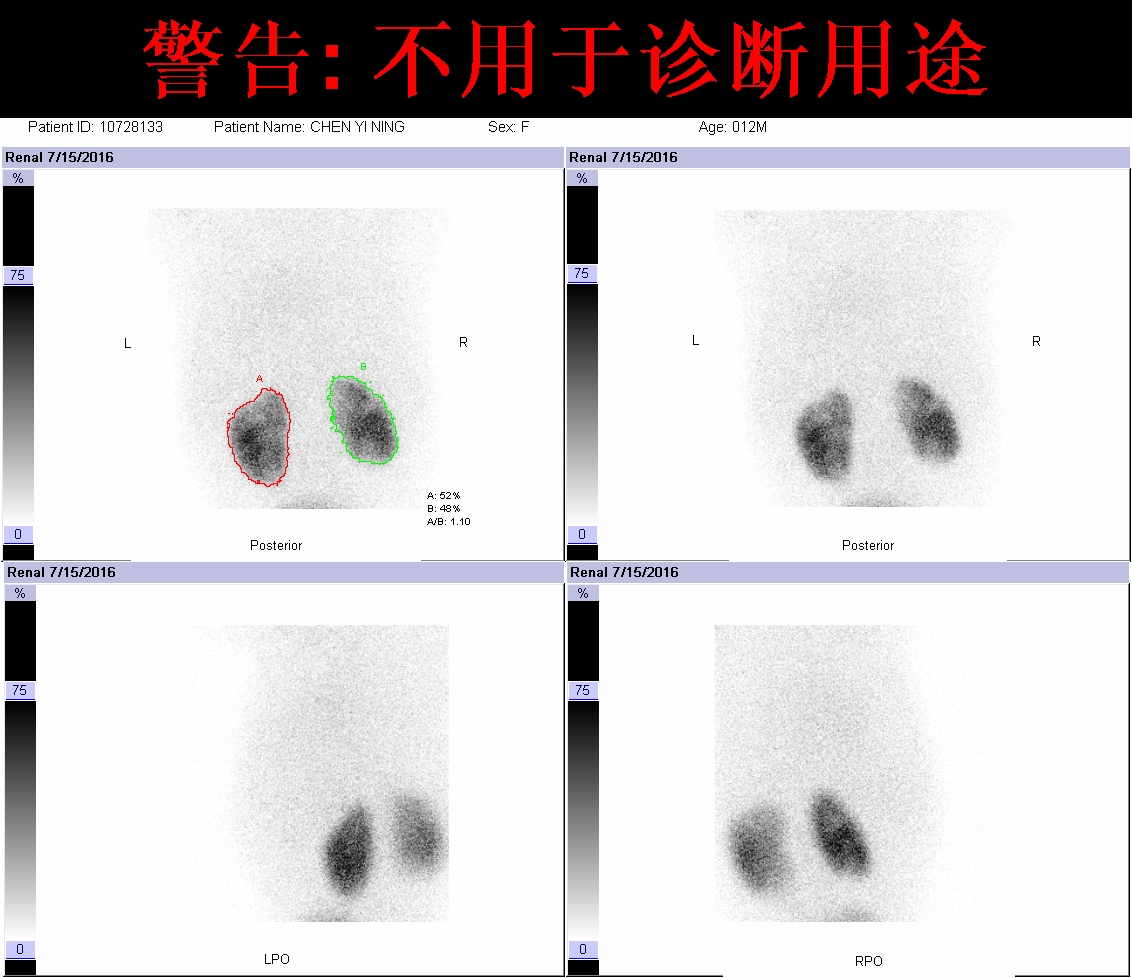 警告: 不用于诊断用途
Patient ID: 10728133 Patient Name: CHEN YI NING Sex: F Age: 012M
Renal 7/15/2016
%
75
0
L
R
A
B
A: 52%
B: 48%
A/B: 1.10
Posterior
Renal 7/15/2016
%
75
0
L
R
Posterior
Renal 7/15/2016
%
75
0
LPO
Renal 7/15/2016
%
75
0
RPO